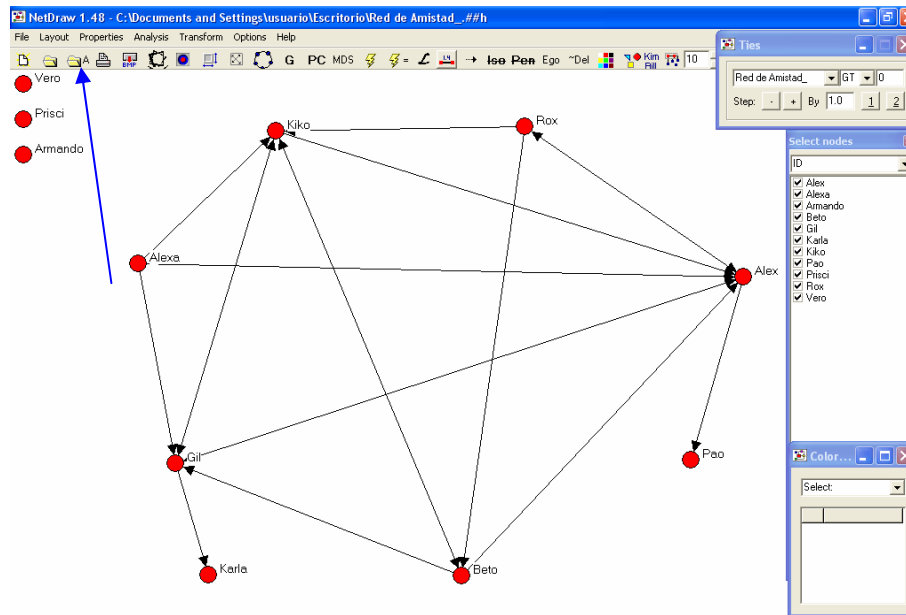 NetDraw 1.48 - C:\Documents and Settings\usuario\Escritorio\Red de Amistad_.##h
File Layout Properties Analysis Transform Options Help
A BMP G PC MDS = L L4 Iso Pen Ego ~Del Kim Rill 10
Ties
Red de Amistad_ GT 0
Step: - + By 1.0 1 2
Select nodes
ID
Alex
Alexa
Armando
Beto
Gil
Karla
Kiko
Pao
Prisci
Rox
Vero
Color...
Select:
Vero
Prisci
Armando
Kiko
Rox
Alexa
Alex
Gil
Pao
Karla
Beto